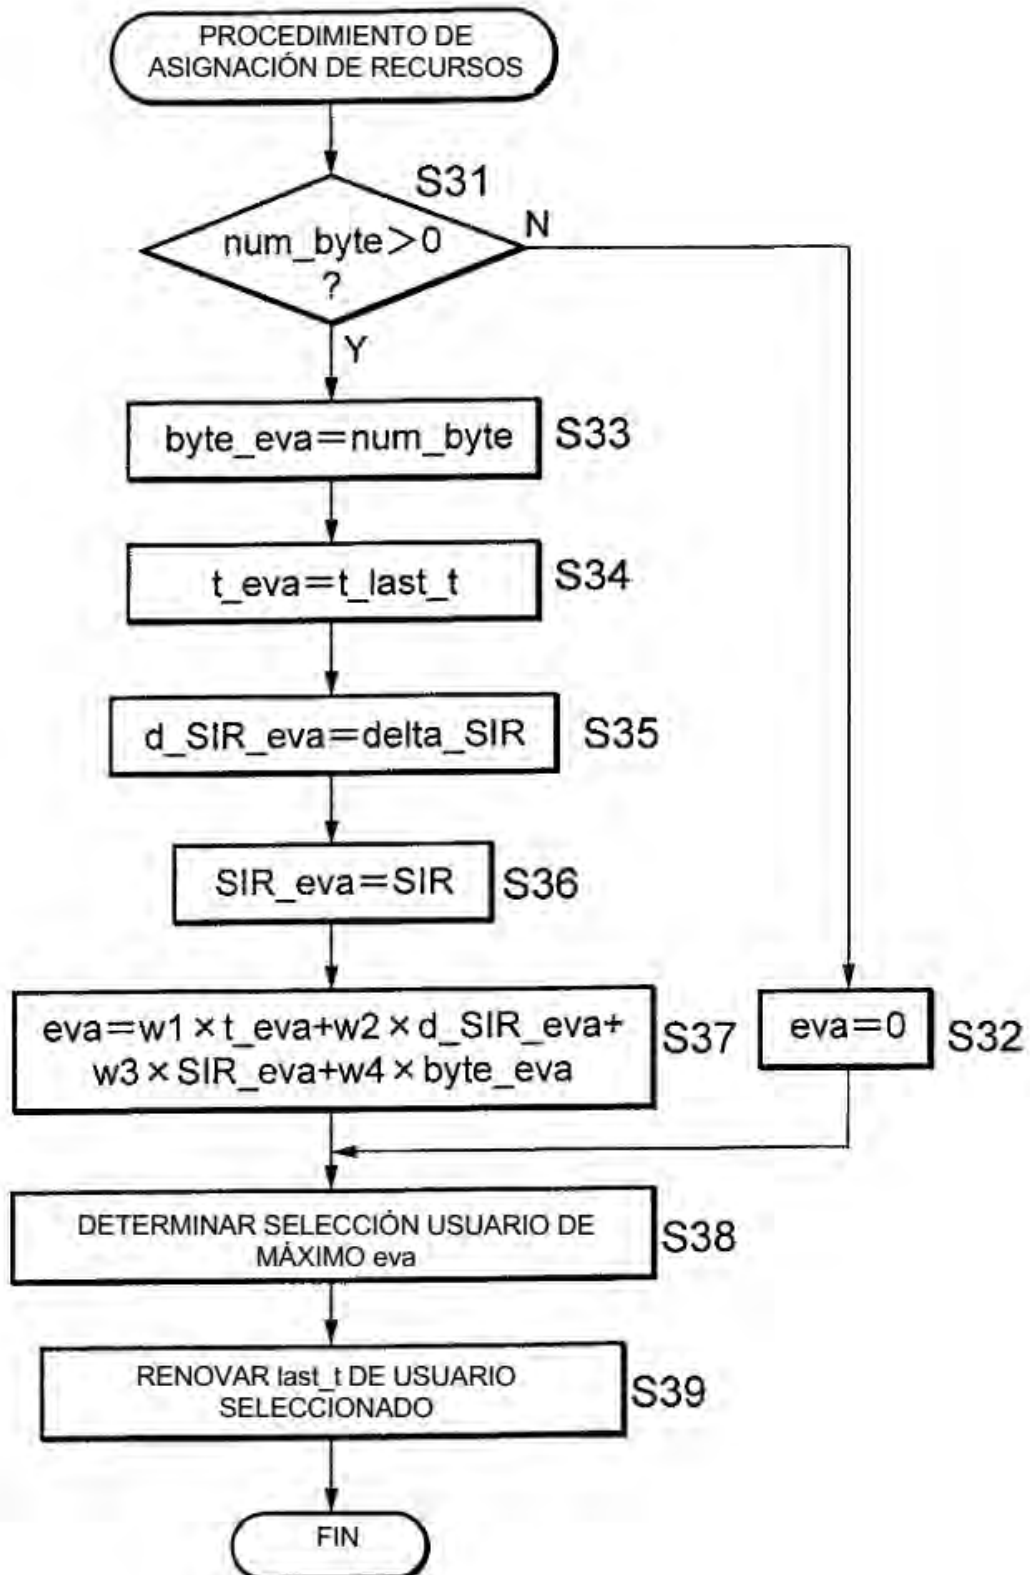 PROCEDIMIENTO DE
ASIGNACIÓN DE RECURSOS
S31
num_byte>0
?
N
Y
byte_eva=num_byte
S33
t_eva=t_last_t
S34
d_SIR_eva=delta_SIR
S35
SIR_eva=SIR
S36
eva=w1×t_eva+w2×d_SIR_eva+
w3×SIR_eva+w4×byte_eva
S37
eva=0
S32
DETERMINAR SELECCIÓN USUARIO DE
MÁXIMO eva
S38
RENOVAR last_t DE USUARIO
SELECCIONADO
S39
FIN